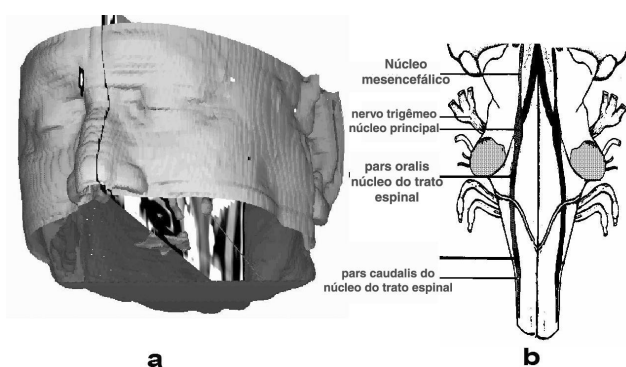 Núcleo
mesencefálico
nervo trigêmeo
núcleo principal
pars oralis
núcleo do trato
espinal
pars caudalis do
núcleo do trato espinal
a
b